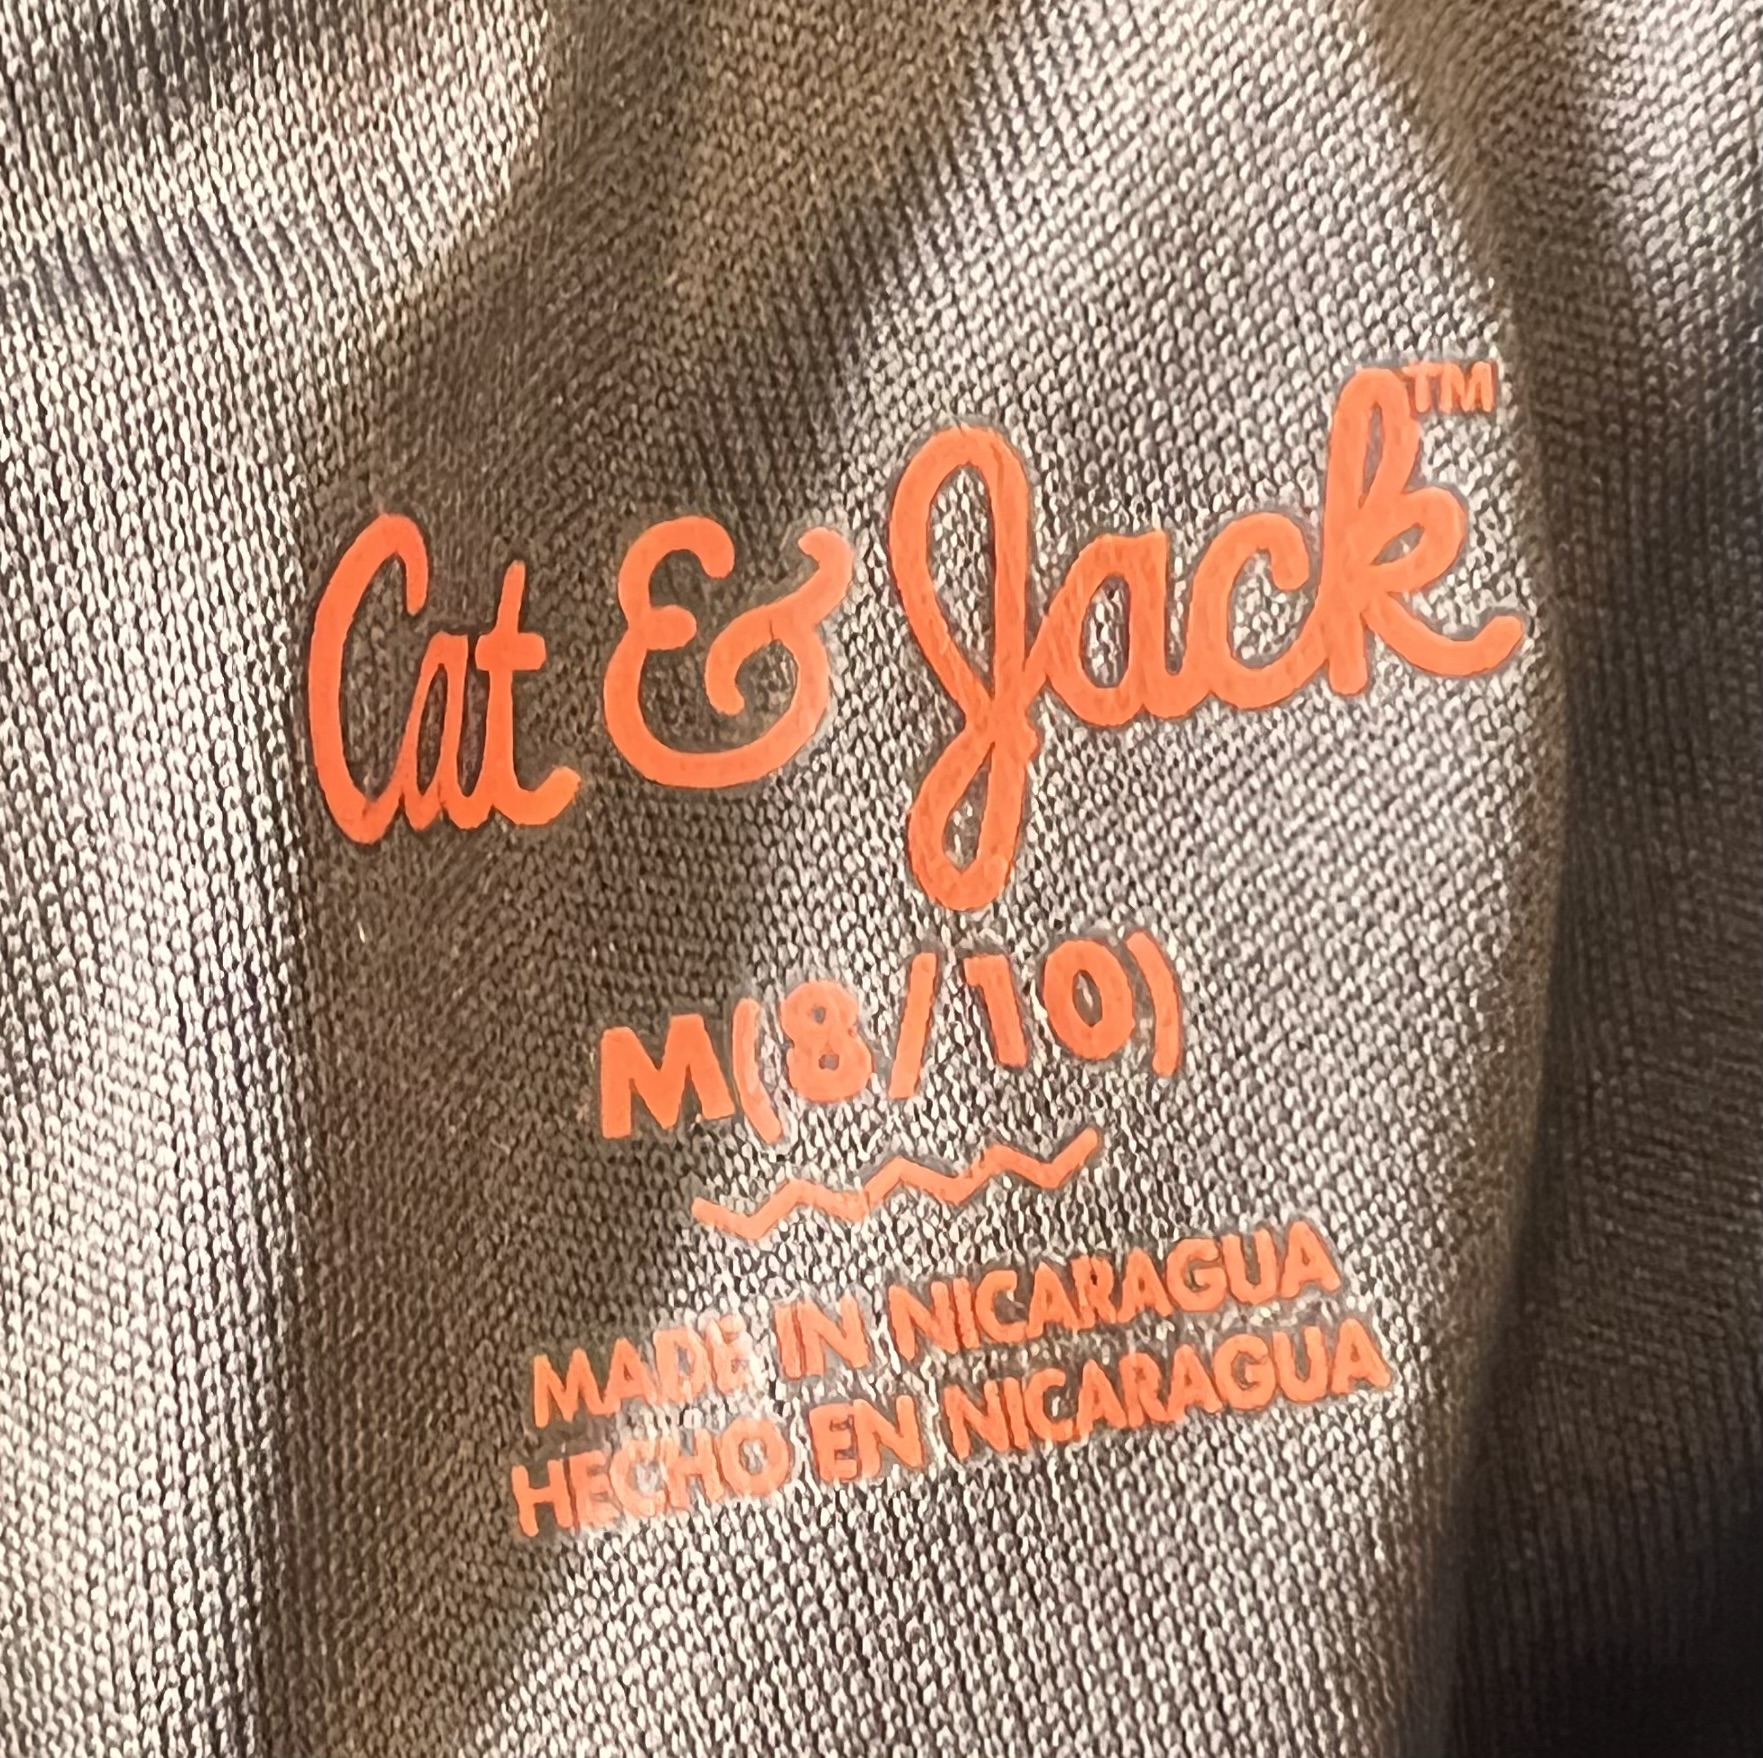 Cat & Jack™
M(8/10)
MADE IN NICARAGUA
HECHO EN NICARAGUA